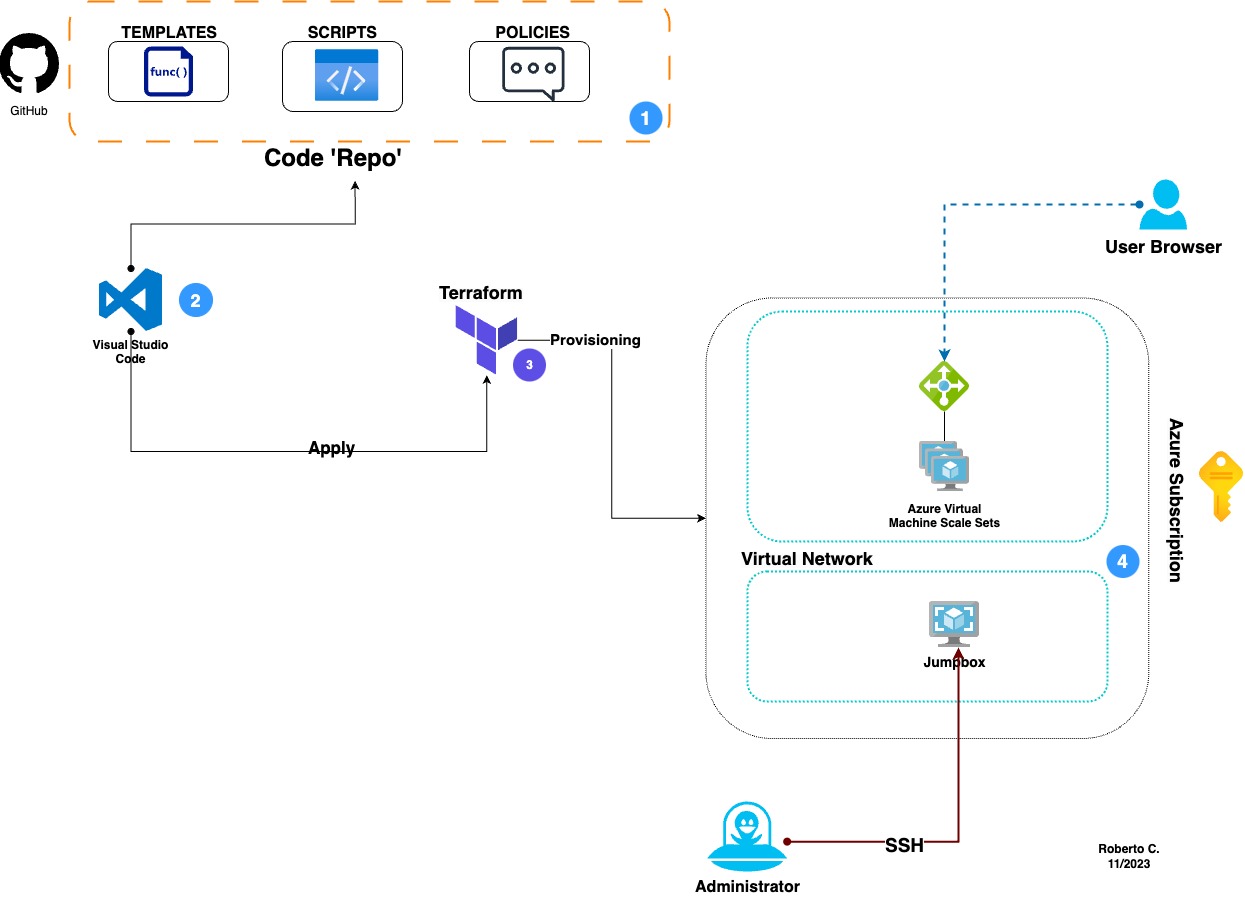 TEMPLATES
SCRIPTS
POLICIES
func( )
</>
GitHub
1
Code 'Repo'
User Browser
2
Visual Studio
Code
Terraform
Provisioning
3
Apply
Azure Virtual
Machine Scale Sets
Azure Subscription
Virtual Network
4
Jumpbox
SSH
Administrator
Roberto C.
11/2023